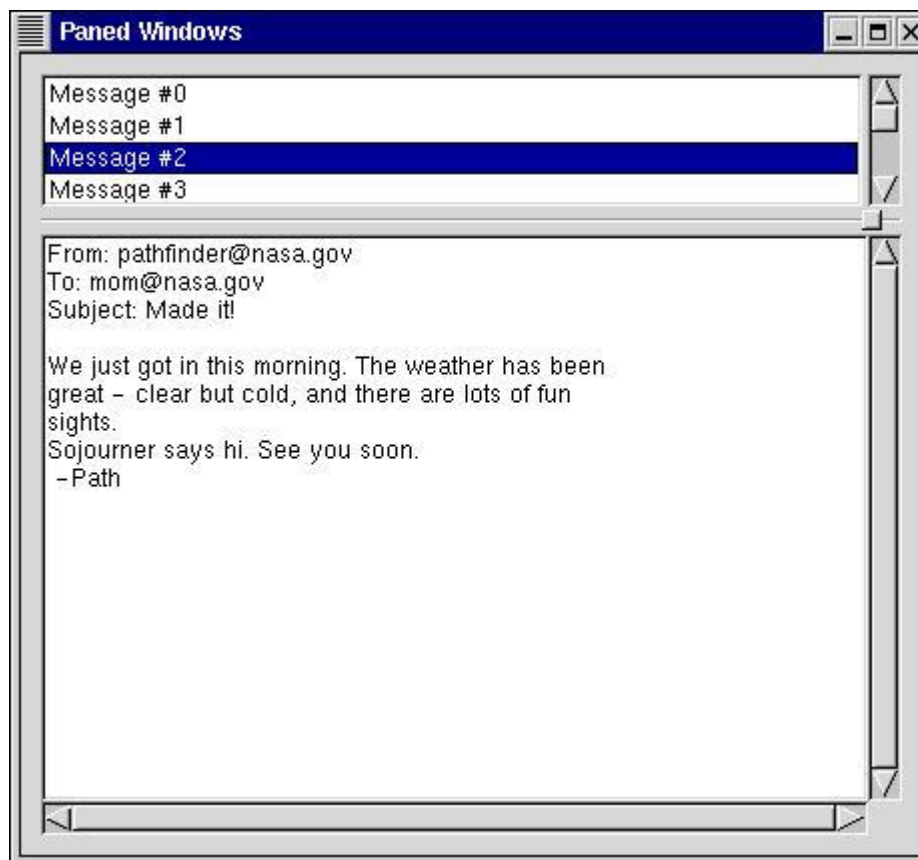 Paned Windows
Message #0
Message #1
Message #2
Message #3
From: pathfinder@nasa.gov
To: mom@nasa.gov
Subject: Made it!
We just got in this morning. The weather has been
great – clear but cold, and there are lots of fun
sights.
Sojourner says hi. See you soon.
–Path